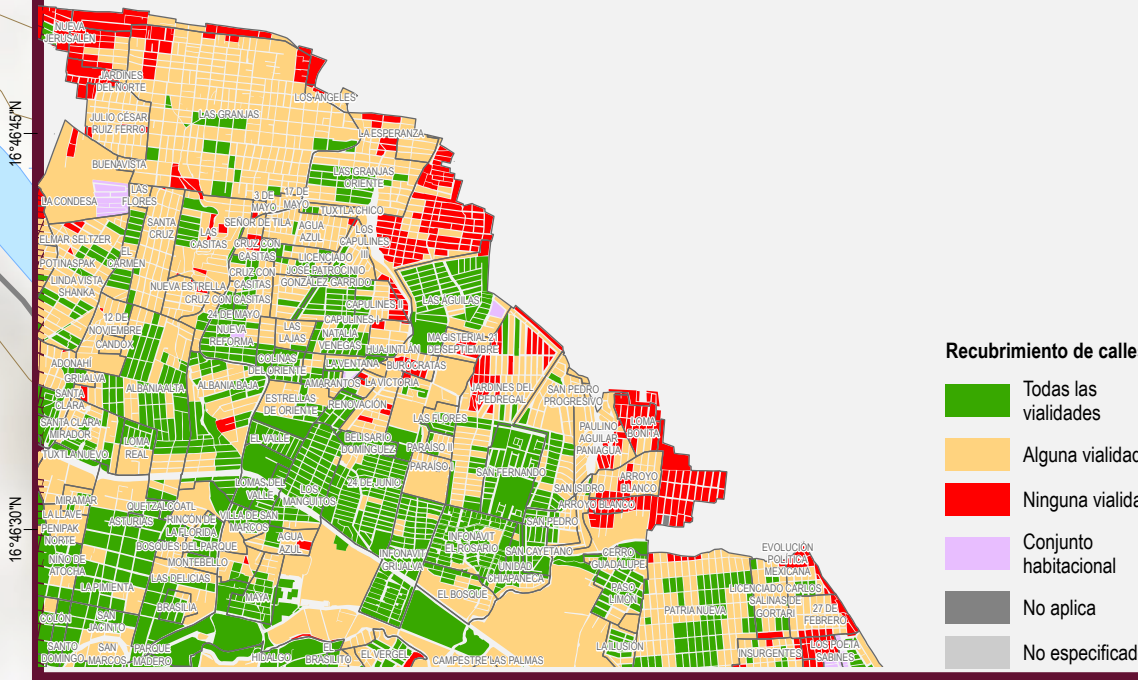 NUEVA
JERUSALÉN
JARDINES
DEL NORTE
LOS ÁNGELES
JULIO CÉSAR
RUIZ FERRO
LAS GRANJAS
LA ESPERANZA
16°46'45"N
BUENAVISTA
LAS GRANJAS
ORIENTE
LA CONDESA
LAS
FLORES
3 DE
MAYO
17 DE
MAYO
TUXTLA CHICO
SANTA
CRUZ
SEÑOR DE TILA
AGUA
AZUL
LOS
CAPULINES
III
LAS
CASITAS
CRUZ CON
CASITAS
ELMAR SELTZER
EL
CARMEN
POTINASPAK
LICENCIADO
JOSÉ PATROCINIO
GONZÁLEZ GARRIDO
CRUZ CON
CASITAS
LINDA VISTA
SHANKA
NUEVA ESTRELLA
CRUZ CON CASITAS
LAS ÁGUILAS
CAPULINES II
24 DE MAYO
CAPULINES I
12 DE
NOVIEMBRE
CANDOX
NUEVA
REFORMA
LAS
LAJAS
NATALIA
VENEGAS
HUAJINTLÁN
MAGISTERIAL 21
DE SEPTIEMBRE
ADONAHÍ
COLINAS
DEL ORIENTE
LA VENTANA
BURÓCRATAS
GRIJALVA
ALBANIA ALTA
ALBANIA BAJA
AMARANTOS
LA VICTORIA
JARDINES DEL
PEDREGAL
SAN PEDRO
PROGRESIVO
SANTA
CLARA
ESTRELLAS
DE ORIENTE
RENOVACIÓN
LAS FLORES
SANTA CLARA
MIRADOR
PAULINO
AGUILAR
PANIAGUA
LOMA
BONITA
LOMA
REAL
EL VALLE
BELISARIO
DOMÍNGUEZ
PARAÍSO II
TUXTLA NUEVO
PARAÍSO I
SAN FERNANDO
LOMAS DEL
VALLE
LOS
MANGUITOS
24 DE JUNIO
SAN ISIDRO
ARROYO
BLANCO
MIRAMAR
QUETZALCOATL
ARROYO BLANCO
LA LLAVE
ASTURIAS
RINCÓN DE
LA FLORIDA
VILLA DE SAN
MARCOS
SAN PEDRO
16°46'30"N
PENIPAK
NORTE
BOSQUES DEL PARQUE
AGUA
AZUL
INFONAVIT
EL ROSARIO
NIÑO DE
ATOCHA
MONTEBELLO
INFONAVIT
GRIJALVA
SAN CAYETANO
CERRO
GUADALUPE
EVOLUCIÓN
POLÍTICA
MEXICANA
UNIDAD
CHIAPANECA
LAS DELICIAS
LA PIMIENTA
MAYA
EL BOSQUE
PASO
LIMÓN
LICENCIADO CARLOS
SALINAS DE
GORTARI
BRASILIA
PATRIA NUEVA
27 DE
FEBRERO
COLÓN
SAN
JACINTO
SANTO
DOMINGO
SAN
MARCOS
PARQUE
MADERO
HIDALGO
EL
BRASILITO
EL VERGEL
CAMPESTRE LAS PALMAS
LA ILUSIÓN
INSURGENTES
LOS POETA
SABINES
Recubrimiento de calle
Todas las
vialidades
Alguna vialidad
Ninguna vialida
Conjunto
habitacional
No aplica
No especificad